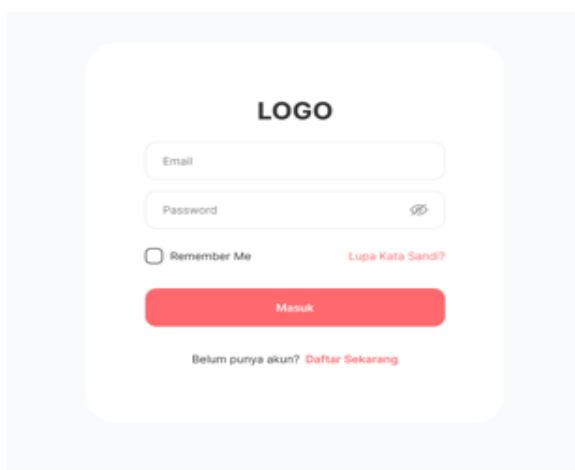 LOGO
Email
Password
Remember Me Lupa Kata Sandi?
Masuk
Belum punya akun? Daftar Sekarang